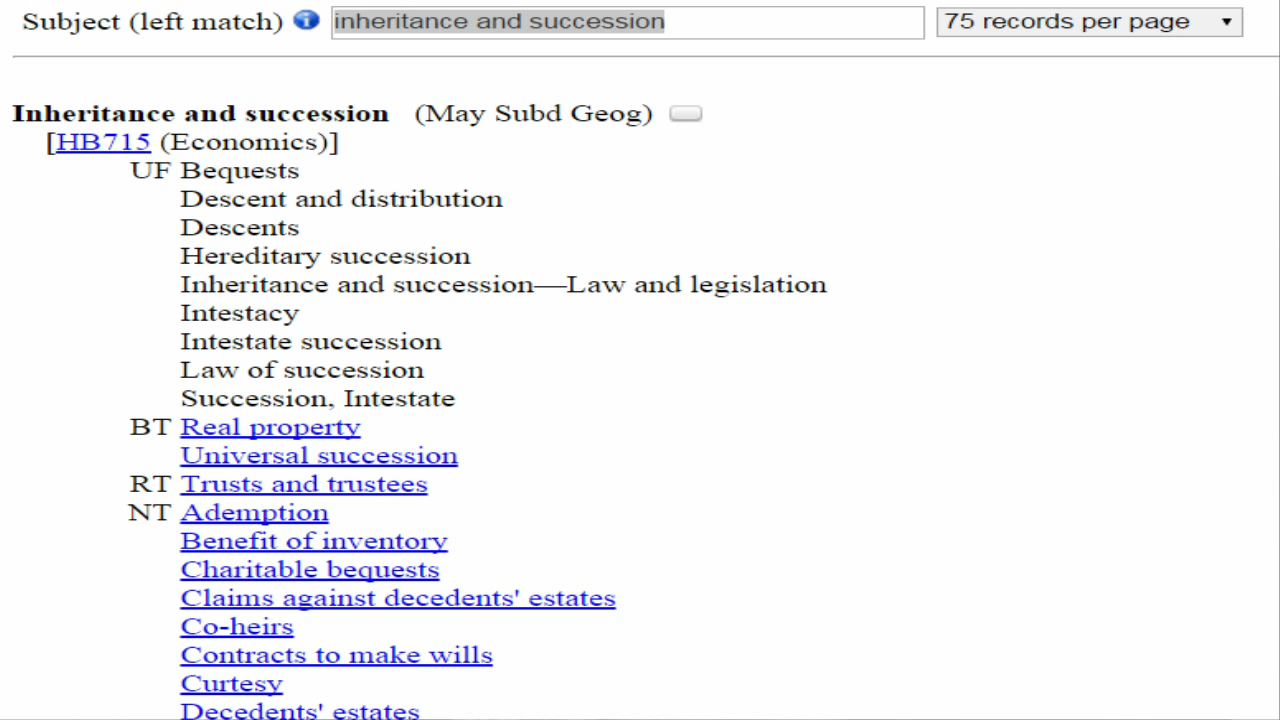 Subject (left match) inheritance and succession 75 records per page
Inheritance and succession (May Subd Geog)
[HB715 (Economics)]
UF Bequests
Descent and distribution
Descents
Hereditary succession
Inheritance and succession—Law and legislation
Intestacy
Intestate succession
Law of succession
Succession, Intestate
BT Real property
Universal succession
RT Trusts and trustees
NT Ademption
Benefit of inventory
Charitable bequests
Claims against decedents' estates
Co-heirs
Contracts to make wills
Curtesy
Decedents' estates